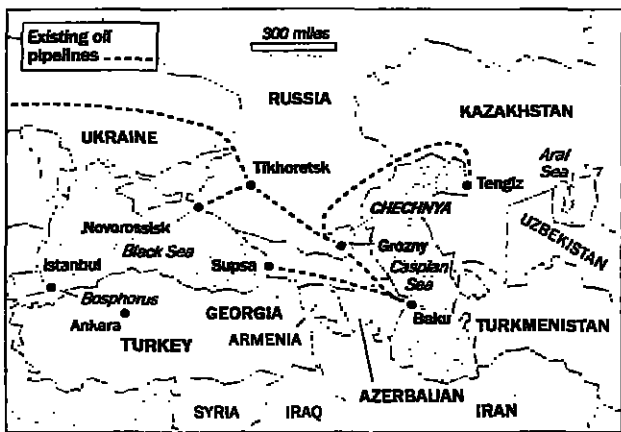 Existing oil
pipelines
300 miles
RUSSIA
KAZAKHSTAN
UKRAINE
Tikhoretsk
Aral
Sea
Tengiz
CHECHNYA
Novorossisk
Black Sea
Grozny
UZBEKISTAN
Istanbul
Supsa
Caspian
Sea
Bosphorus
Ankara
GEORGIA
Baku
TURKMENISTAN
ARMENIA
TURKEY
AZERBAIJAN
SYRIA
IRAQ
IRAN